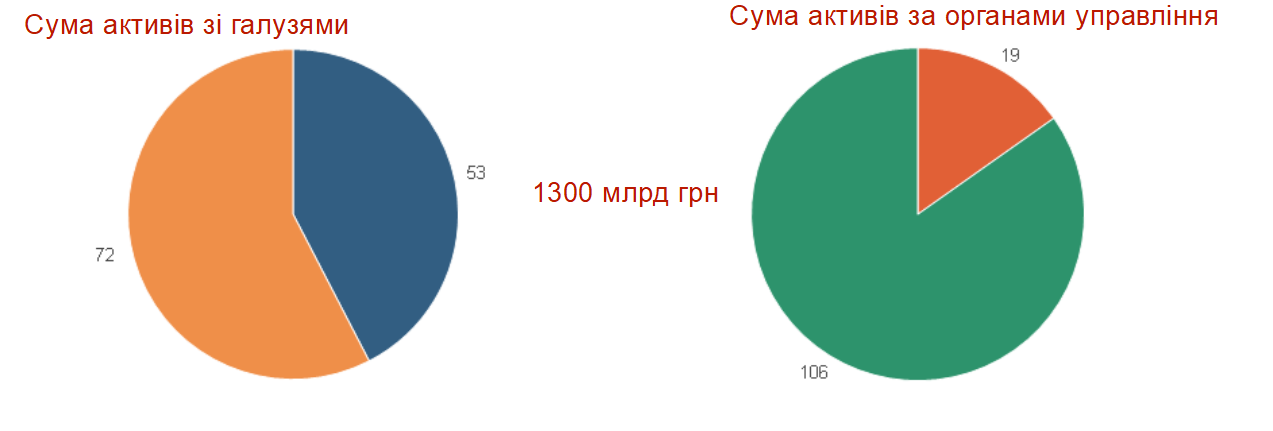 Сума активів зі галузями
Сума активів за органами управління
19
53
1300 млрд грн
72
106